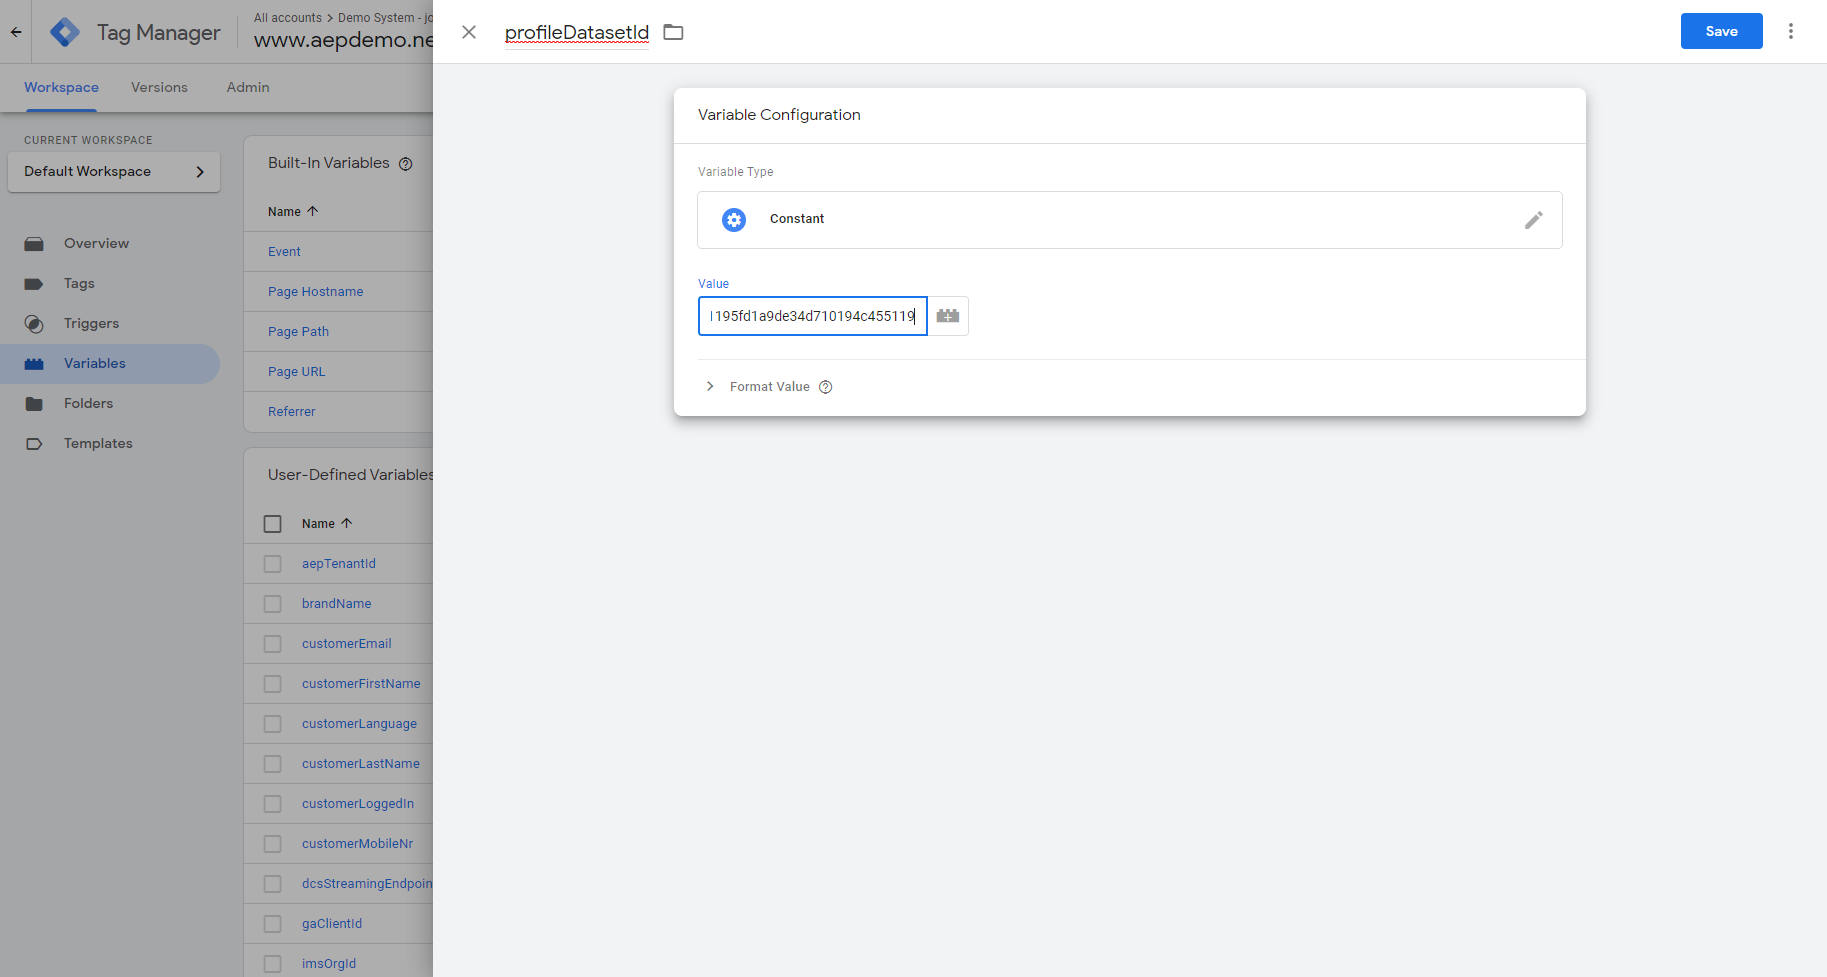 Tag Manager
All accounts > Demo System - jo
www.aepdemo.ne
profileDatasetId
Save
Workspace
Versions
Admin
CURRENT WORKSPACE
Default Workspace
Overview
Tags
Triggers
Variables
Folders
Templates
Built-In Variables
Name
Event
Page Hostname
Page Path
Page URL
Referrer
User-Defined Variables
Name
aepTenantId
brandName
customerEmail
customerFirstName
customerLanguage
customerLastName
customerLoggedIn
customerMobileNr
dcsStreamingEndpoin
gaClientId
imsOrgId
Variable Configuration
Variable Type
Constant
Value
1195fd1a9de34d710194c455119
Format Value